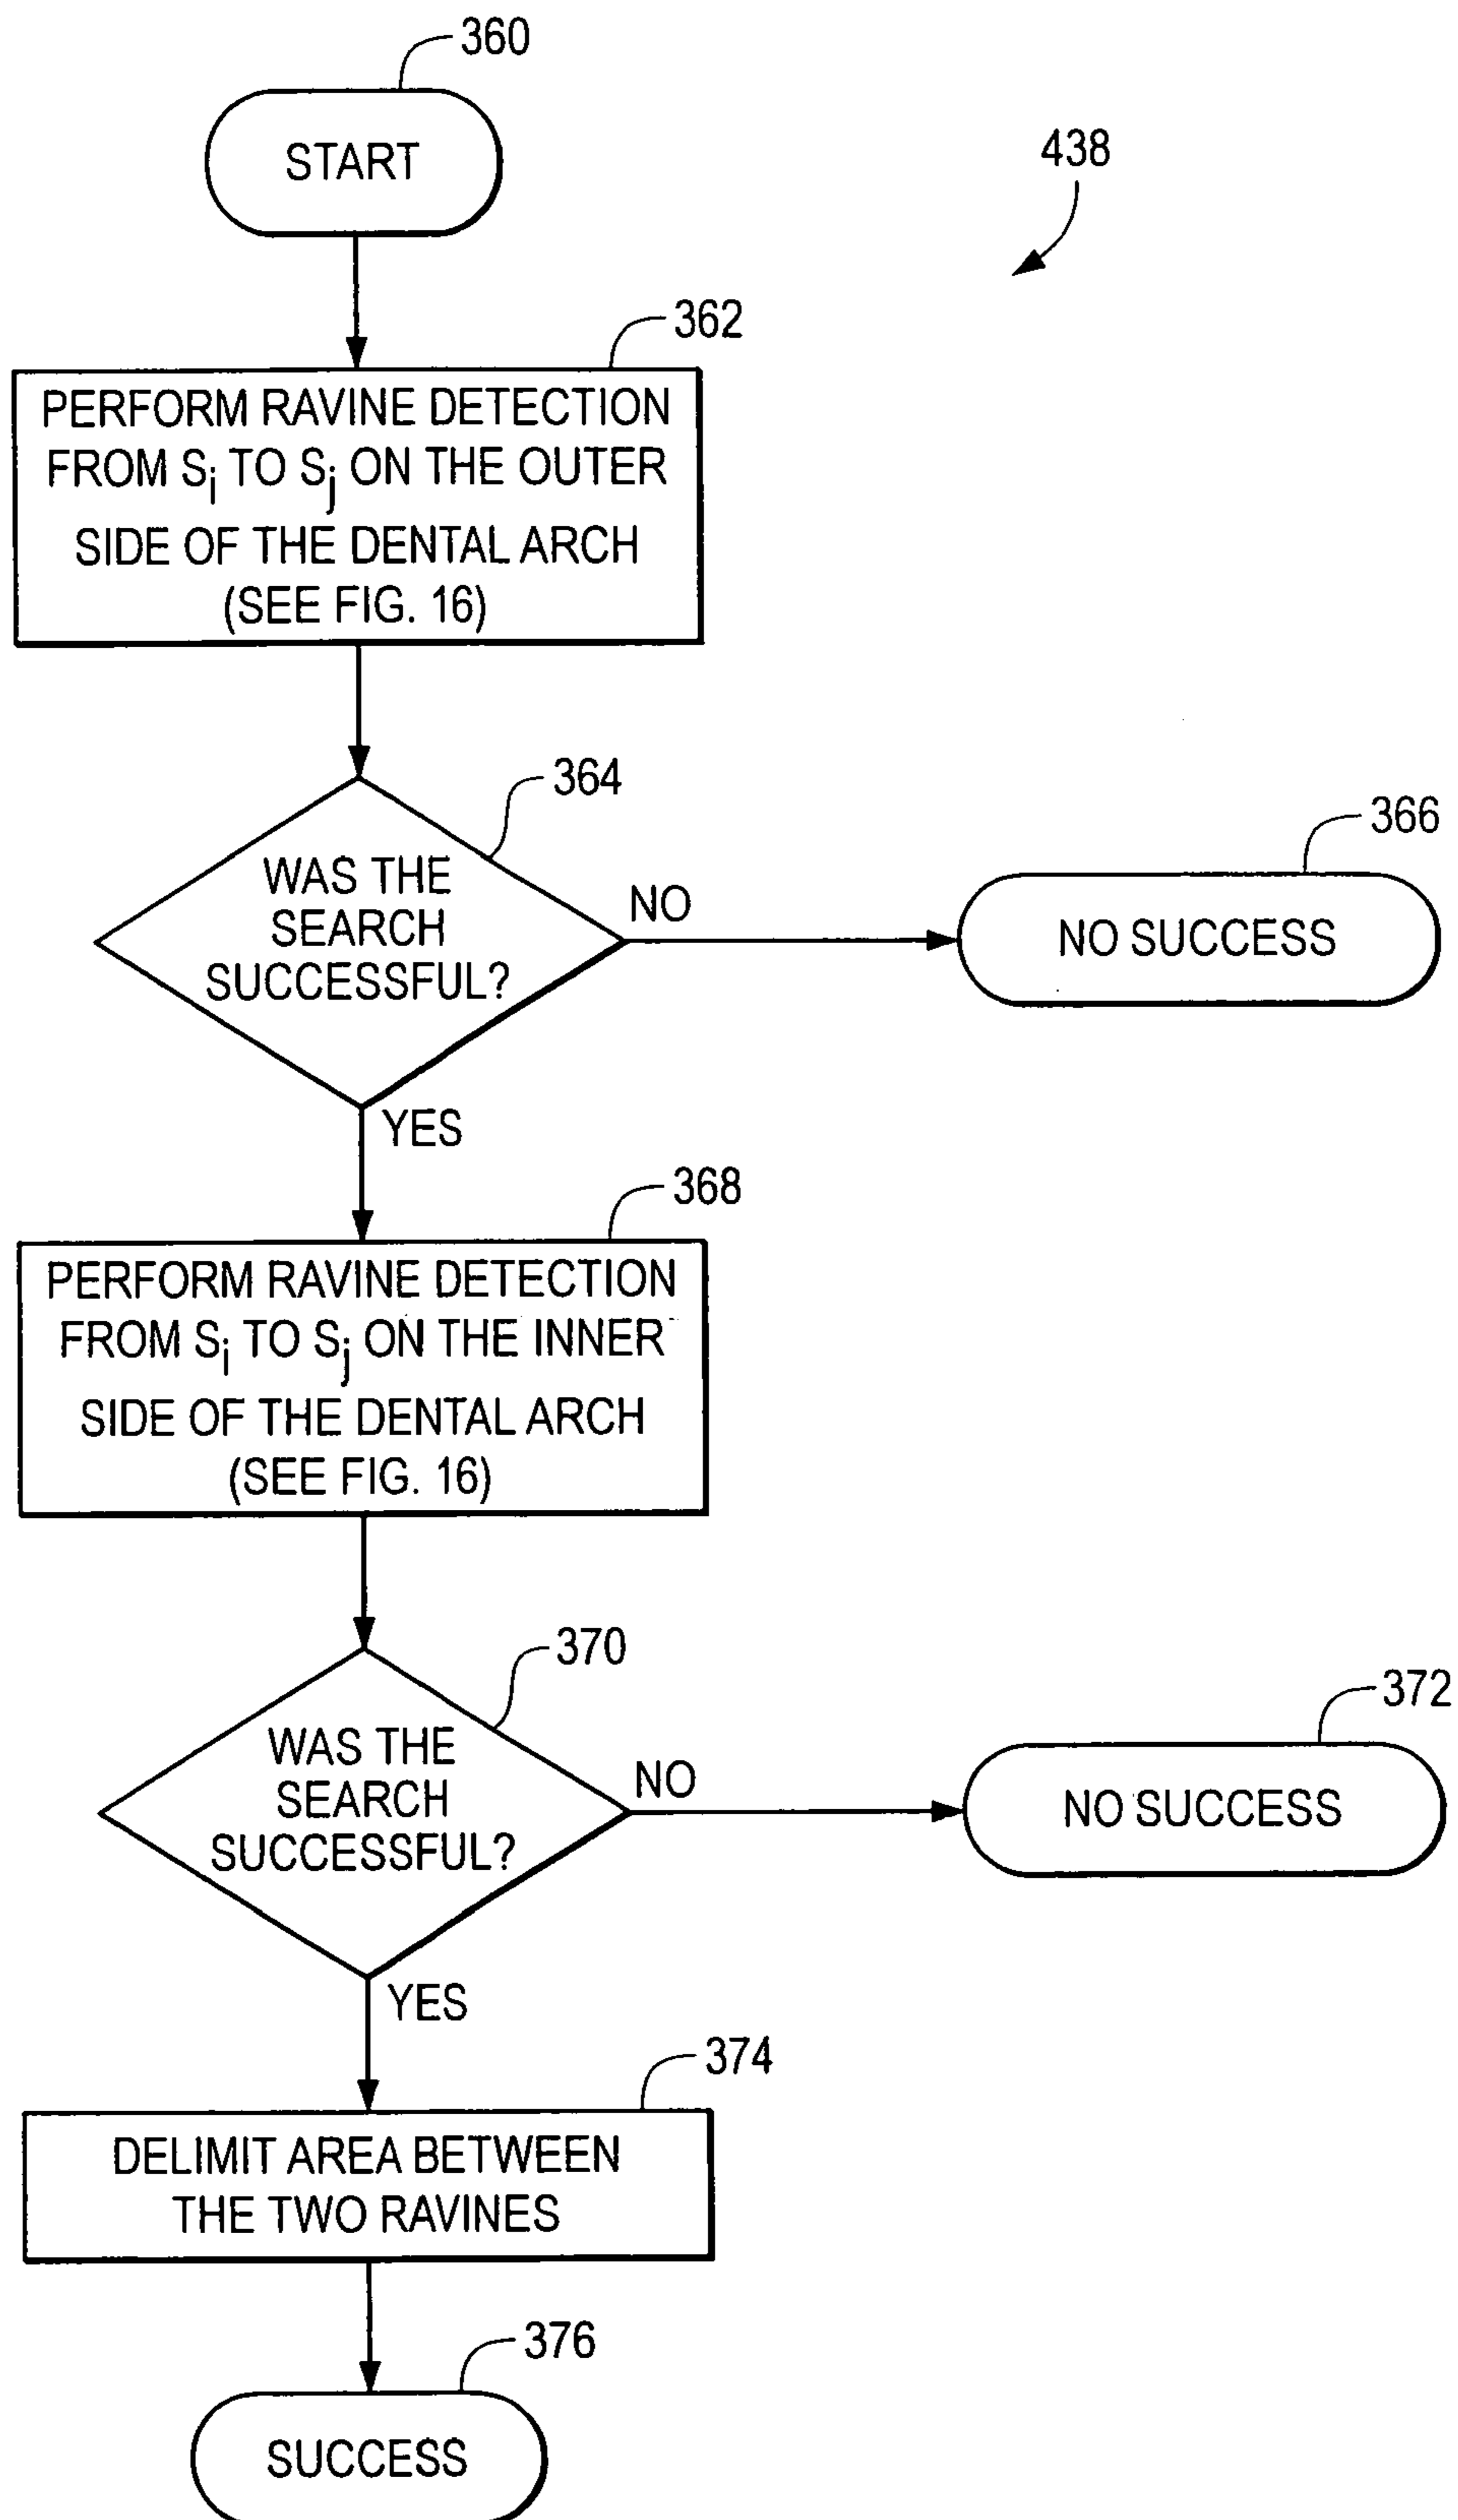 360
START
438
362
PERFORM RAVINE DETECTION
FROM Si TO Sj ON THE OUTER
SIDE OF THE DENTAL ARCH
(SEE FIG. 16)
364
WAS THE
SEARCH
SUCCESSFUL?
NO
366
NO SUCCESS
YES
368
PERFORM RAVINE DETECTION
FROM Si TO Sj ON THE INNER
SIDE OF THE DENTAL ARCH
(SEE FIG. 16)
370
WAS THE
SEARCH
SUCCESSFUL?
NO
372
NO SUCCESS
YES
374
DELIMIT AREA BETWEEN
THE TWO RAVINES
376
SUCCESS